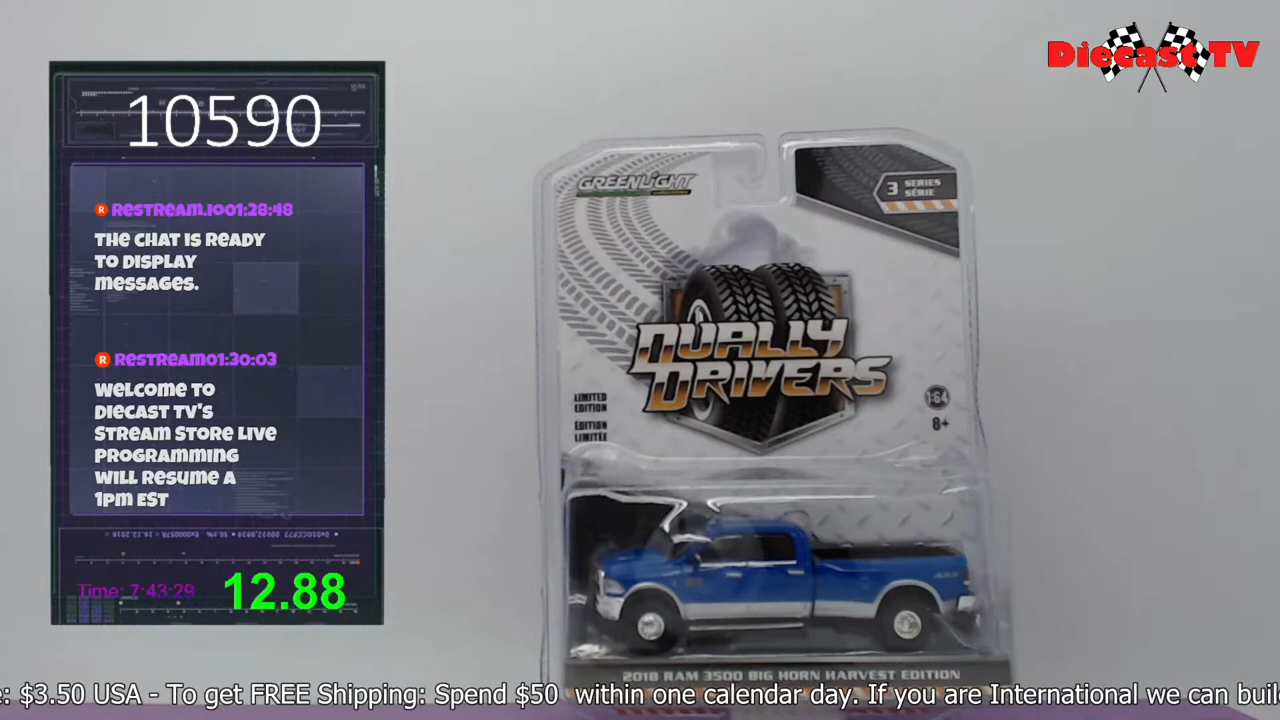 Diecast TV
10590
Restream.io01:28:48
The chat is ready
to display
messages.
Restream01:30:03
Welcome to
Diecast TV's
Stream Store Live
programming
will resume a
1pm EST
Time: 7:43:29
12.88
GREENLIGHT
3 SERIES
SÉRIE
DUALLY
DRIVERS
LIMITED
EDITION
ÉDITION
LIMITÉE
1:64
8+
2018 RAM 3500 BIG HORN HARVEST EDITION
e: $3.50 USA - To get FREE Shipping: Spend $50 within one calendar day. If you are International we can buil